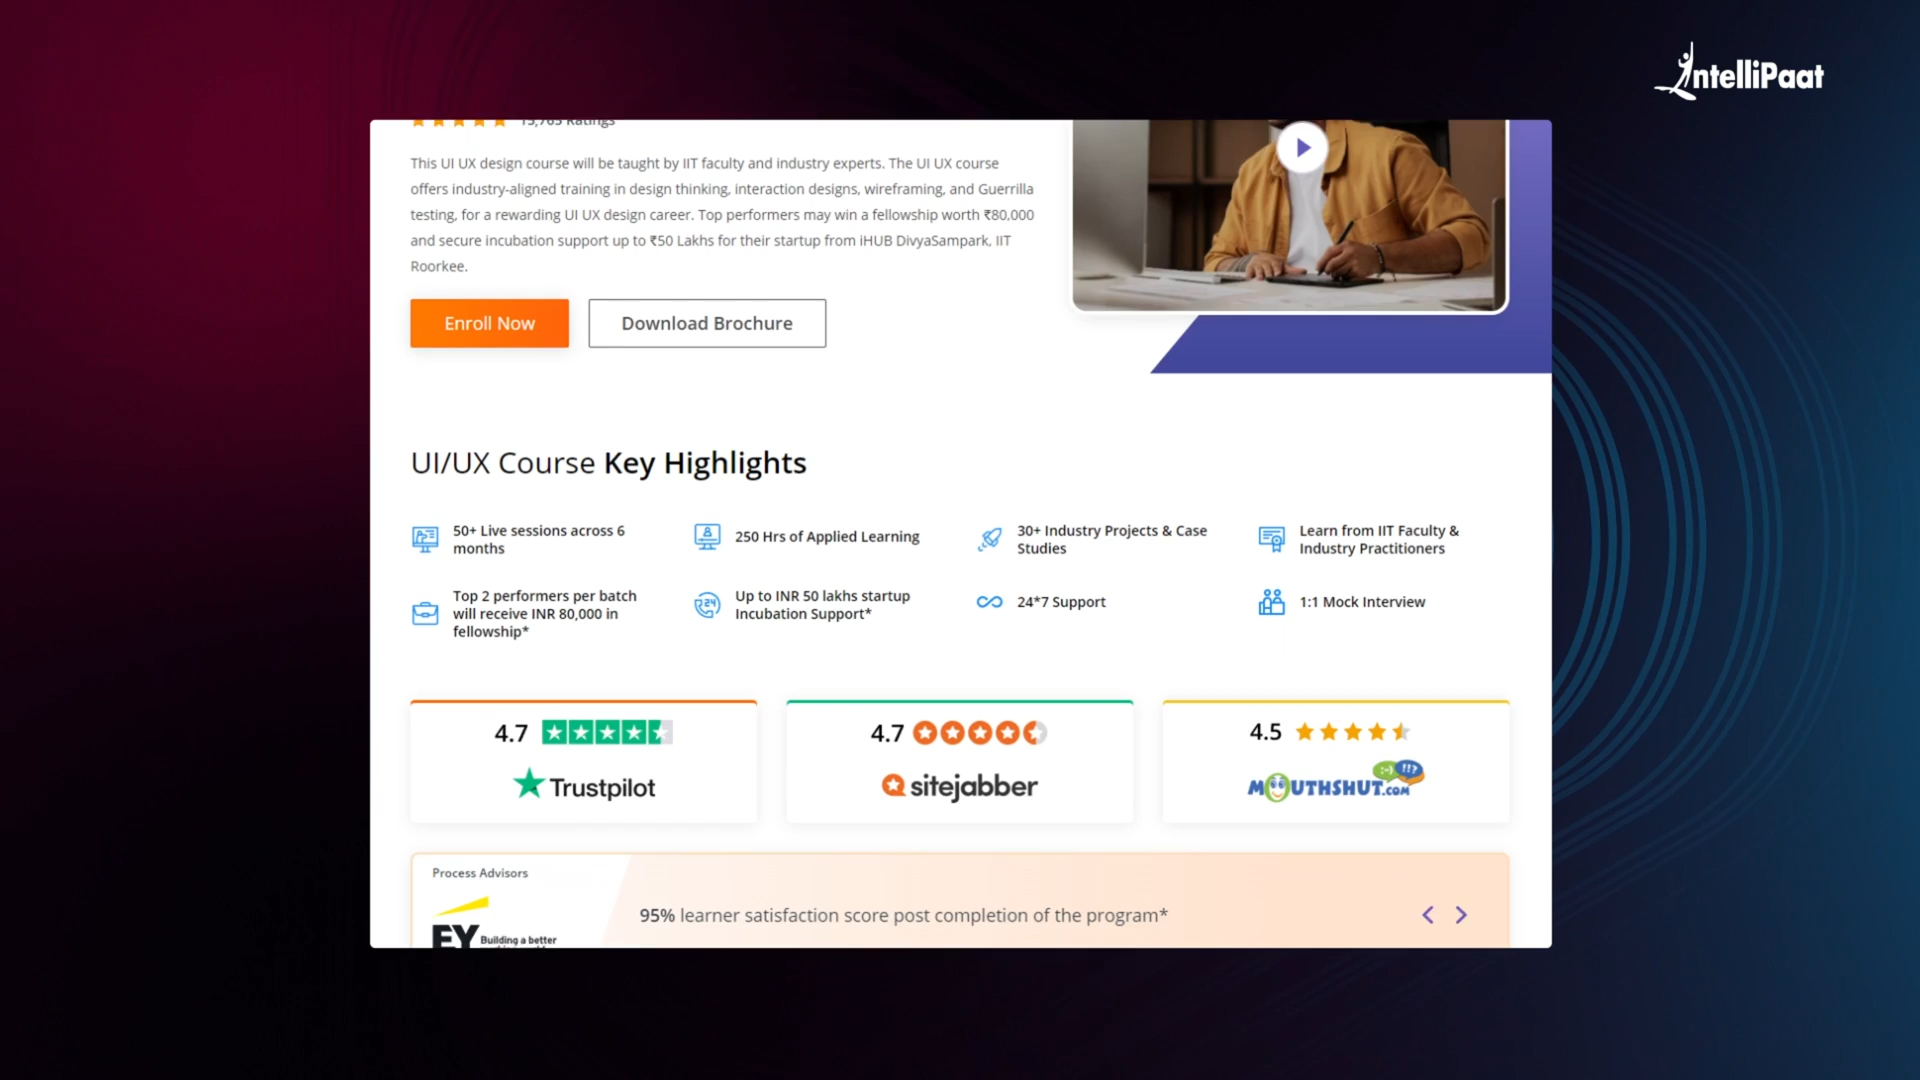 IntelliPaat
15,765 Ratings
This UI UX design course will be taught by IIT faculty and industry experts. The UI UX course
offers industry-aligned training in design thinking, interaction designs, wireframing, and Guerrilla
testing, for a rewarding UI UX design career. Top performers may win a fellowship worth ₹80,000
and secure incubation support up to ₹50 Lakhs for their startup from iHUB DivyaSampark, IIT
Roorkee.
Enroll Now
Download Brochure
UI/UX Course Key Highlights
50+ Live sessions across 6
months
250 Hrs of Applied Learning
30+ Industry Projects & Case
Studies
Learn from IIT Faculty &
Industry Practitioners
Top 2 performers per batch
will receive INR 80,000 in
fellowship*
Up to INR 50 lakhs startup
Incubation Support*
24*7 Support
1:1 Mock Interview
4.7
Trustpilot
4.7
sitejabber
4.5
MOUTHSHUT.COM
Process Advisors
EY
Building a better
95% learner satisfaction score post completion of the program*